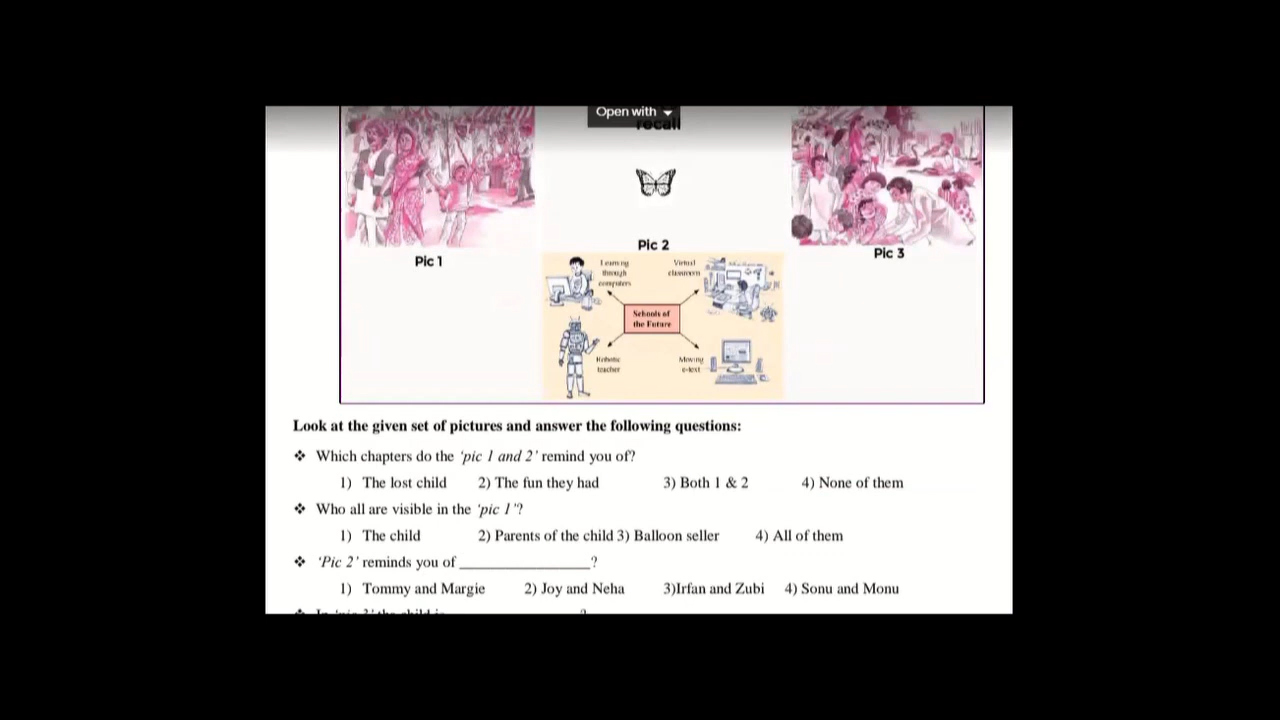 Open with
recall
Pic 1
Pic 2
Pic 3
Learning through computers
Virtual classroom
Schools of the Future
Robotic teacher
Moving e-text
Look at the given set of pictures and answer the following questions:
❖ Which chapters do the 'pic 1 and 2' remind you of?
1) The lost child 2) The fun they had 3) Both 1 & 2 4) None of them
❖ Who all are visible in the 'pic 1'?
1) The child 2) Parents of the child 3) Balloon seller 4) All of them
❖ 'Pic 2' reminds you of _________________?
1) Tommy and Margie 2) Joy and Neha 3)Irfan and Zubi 4) Sonu and Monu